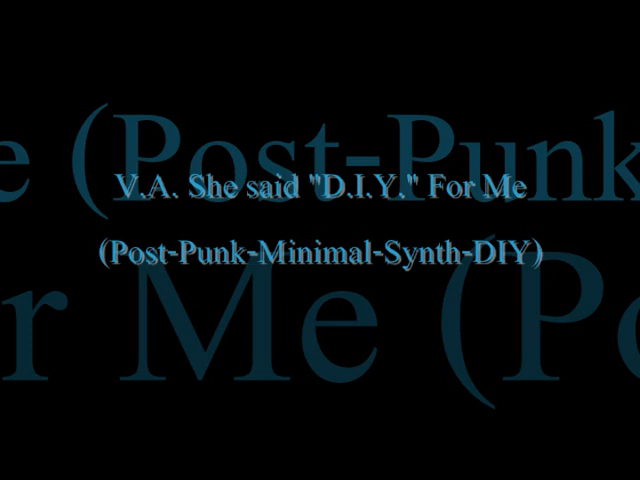 e (Post-Punk
V.A. She said "D.I.Y." For Me
(Post-Punk-Minimal-Synth-DIY)
r Me (Po